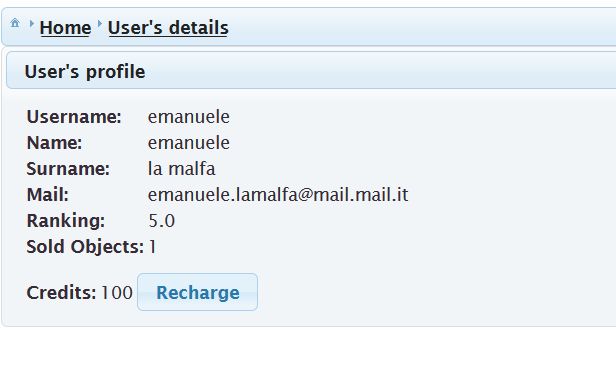 Home User's details
User's profile
Username: emanuele
Name: emanuele
Surname: la malfa
Mail: emanuele.lamalfa@mail.mail.it
Ranking: 5.0
Sold Objects: 1
Credits: 100 Recharge